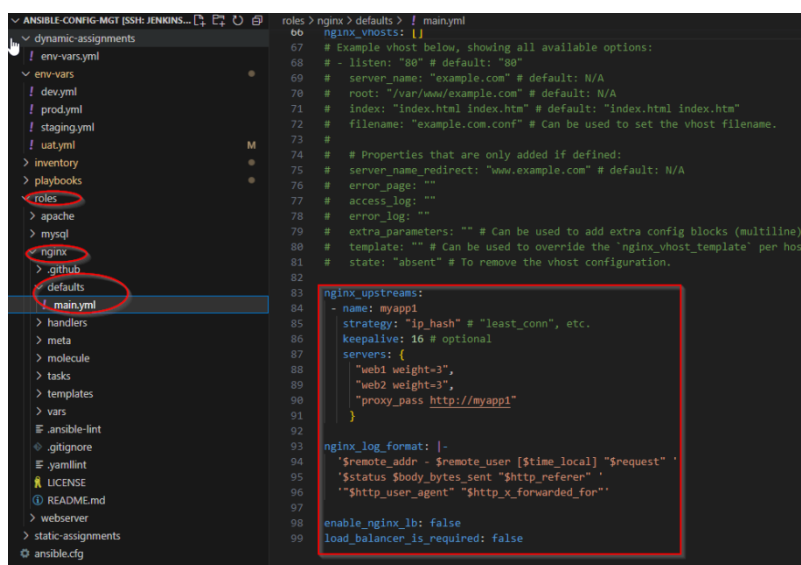 ANSIBLE-CONFIG-MGT [SSH: JENKINS...
dynamic-assignments
! env-vars.yml
env-vars
! dev.yml
! prod.yml
! staging.yml
! uat.yml M
> inventory
> playbooks
roles
> apache
> mysql
nginx
> .github
defaults
! main.yml
> handlers
> meta
> molecule
> tasks
> templates
> vars
.ansible-lint
.gitignore
.yamllint
LICENSE
README.md
> webserver
> static-assignments
ansible.cfg
roles > nginx > defaults > ! main.yml
66 nginx_vhosts: []
67 # Example vhost below, showing all available options:
68 # - listen: "80" # default: "80"
69 #   server_name: "example.com" # default: N/A
70 #   root: "/var/www/example.com" # default: N/A
71 #   index: "index.html index.htm" # default: "index.html index.htm"
72 #   filename: "example.com.conf" # Can be used to set the vhost filename.
73 #
74 #   # Properties that are only added if defined:
75 #   server_name_redirect: "www.example.com" # default: N/A
76 #   error_page: ""
77 #   access_log: ""
78 #   error_log: ""
79 #   extra_parameters: "" # Can be used to add extra config blocks (multiline)
80 #   template: "" # Can be used to override the `nginx_vhost_template` per hos
81 #   state: "absent" # To remove the vhost configuration.
82
83 nginx_upstreams:
84 - name: myapp1
85   strategy: "ip_hash" # "least_conn", etc.
86   keepalive: 16 # optional
87   servers: {
88     "web1 weight=3",
89     "web2 weight=3",
90     "proxy_pass http://myapp1"
91   }
92
93 nginx_log_format: |-
94   '$remote_addr - $remote_user [$time_local] "$request" '
95   '$status $body_bytes_sent "$http_referer" '
96   '"$http_user_agent" "$http_x_forwarded_for"'
97
98 enable_nginx_lb: false
99 load_balancer_is_required: false